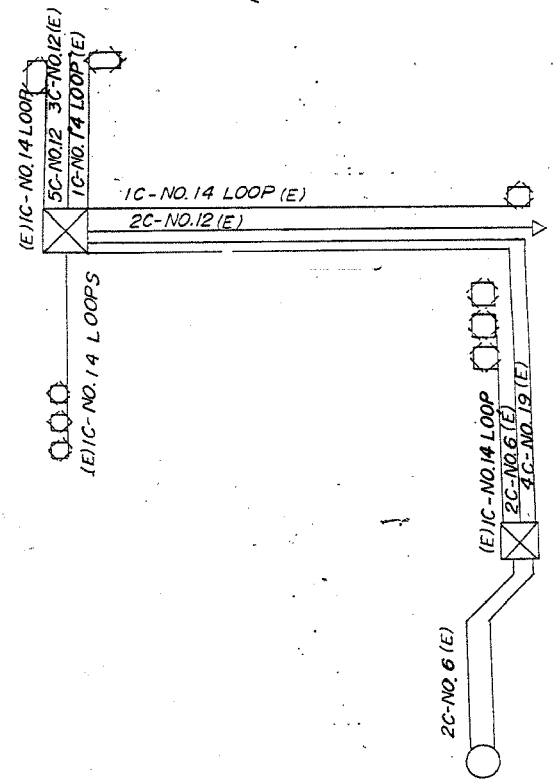 (E)1C-NO.14 LOOP
5C-NO.12 3C-NO.12(E)
1C-NO.14 LOOP(E)
1C-NO.14 LOOP (E)
2C-NO.12(E)
(E)1C-NO.14 LOOPS
(E)1C-NO.14 LOOP
2C-NO.6 (E)
4C-NO.19 (E)
2C-NO.6 (E)